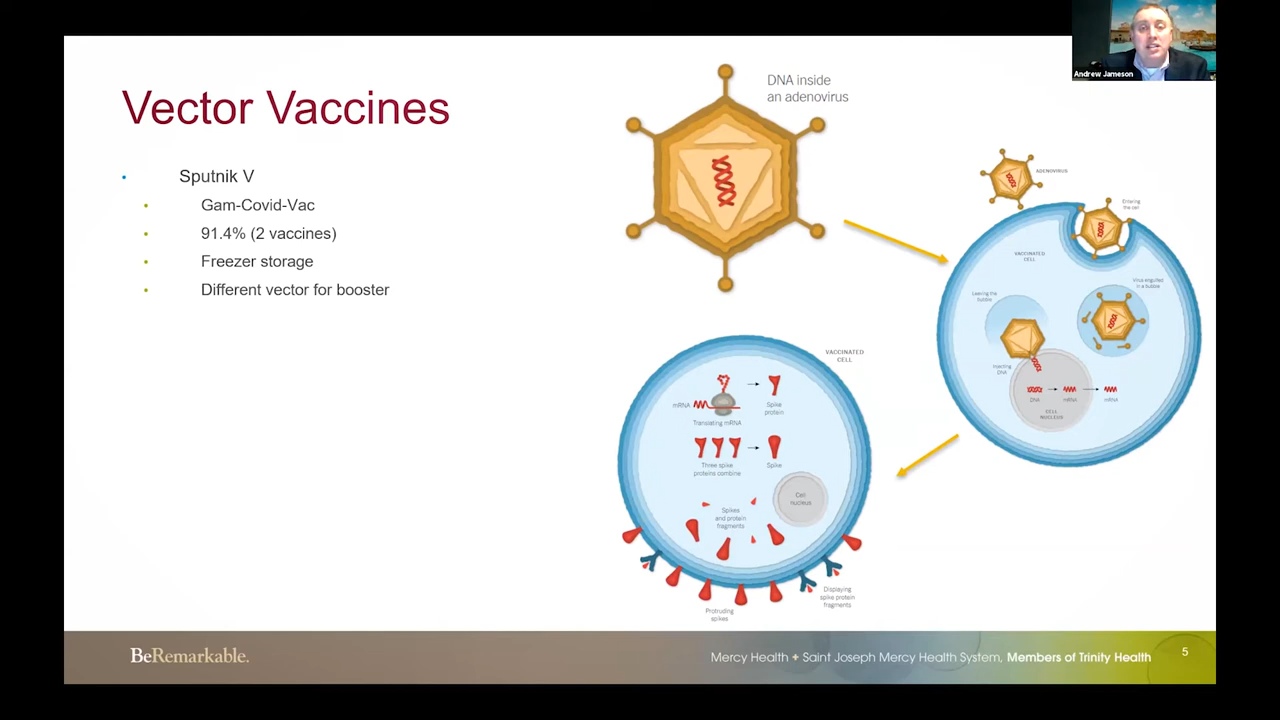 Andrew Jameson
Vector Vaccines
Sputnik V
Gam-Covid-Vac
91.4% (2 vaccines)
Freezer storage
Different vector for booster
DNA inside
an adenovirus
ADENOVIRUS
Entering
the cell
VACCINATED
CELL
Virus engulfed
in a bubble
Leaving the
bubble
Injecting
DNA
DNA
mRNA
mRNA
CELL
NUCLEUS
VACCINATED
CELL
mRNA
Spike
protein
Translating mRNA
Three spike
proteins combine
Spike
Cell
nucleus
Spikes
and protein
fragments
Displaying
spike protein
fragments
Protruding
spikes
BeRemarkable.
Mercy Health + Saint Joseph Mercy Health System, Members of Trinity Health
5